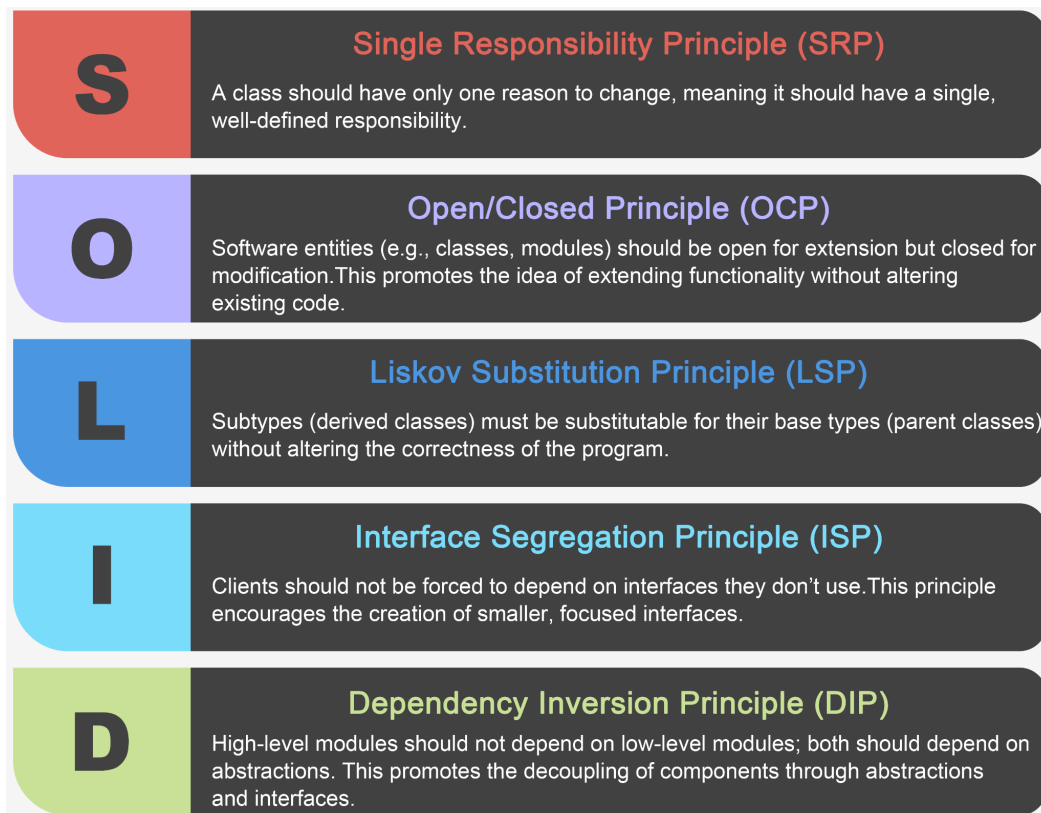 S
Single Responsibility Principle (SRP)
A class should have only one reason to change, meaning it should have a single,
well-defined responsibility.
O
Open/Closed Principle (OCP)
Software entities (e.g., classes, modules) should be open for extension but closed for
modification.This promotes the idea of extending functionality without altering
existing code.
L
Liskov Substitution Principle (LSP)
Subtypes (derived classes) must be substitutable for their base types (parent classes)
without altering the correctness of the program.
I
Interface Segregation Principle (ISP)
Clients should not be forced to depend on interfaces they don’t use.This principle
encourages the creation of smaller, focused interfaces.
D
Dependency Inversion Principle (DIP)
High-level modules should not depend on low-level modules; both should depend on
abstractions. This promotes the decoupling of components through abstractions
and interfaces.